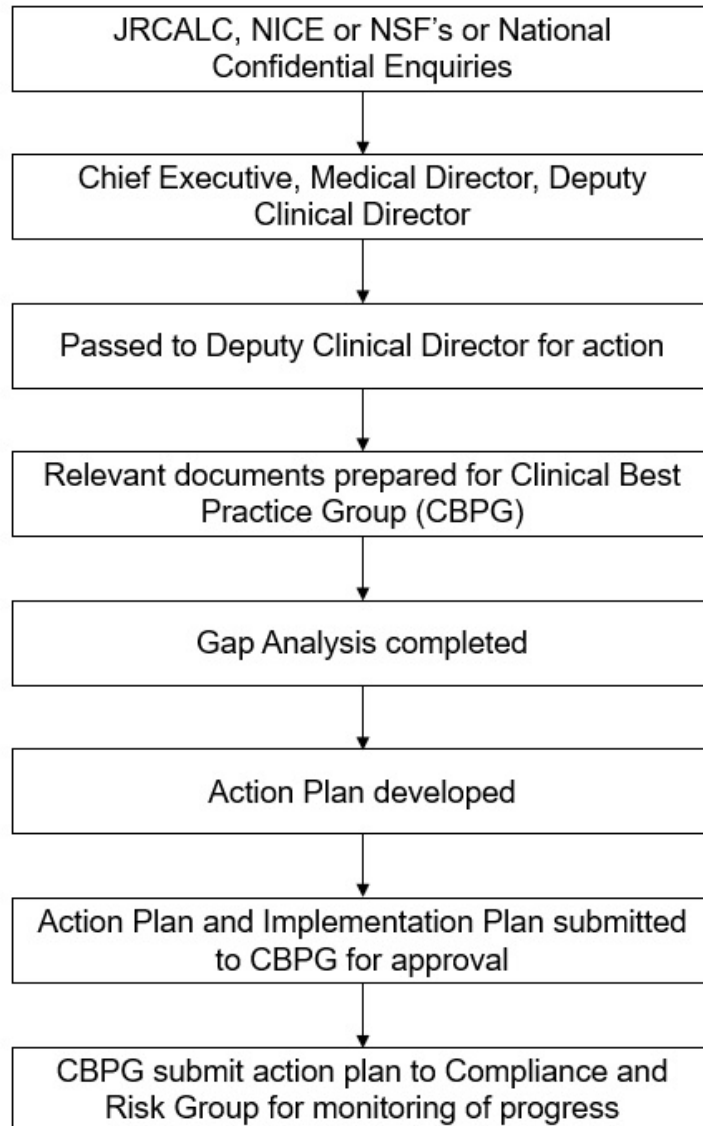 JRCALC, NICE or NSF’s or National
Confidential Enquiries
Chief Executive, Medical Director, Deputy
Clinical Director
Passed to Deputy Clinical Director for action
Relevant documents prepared for Clinical Best
Practice Group (CBPG)
Gap Analysis completed
Action Plan developed
Action Plan and Implementation Plan submitted
to CBPG for approval
CBPG submit action plan to Compliance and
Risk Group for monitoring of progress